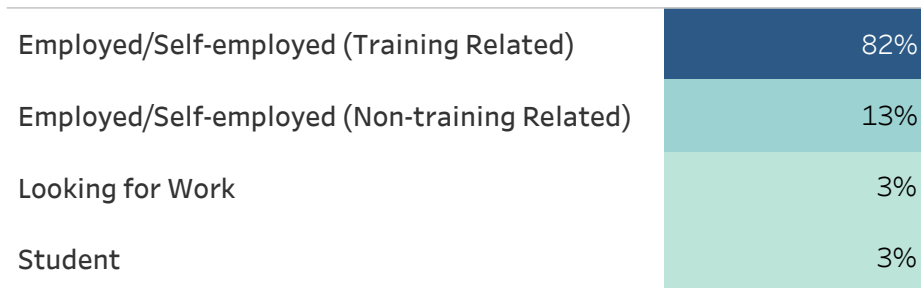 Employed/Self-employed (Training Related) 82%
Employed/Self-employed (Non-training Related) 13%
Looking for Work 3%
Student 3%